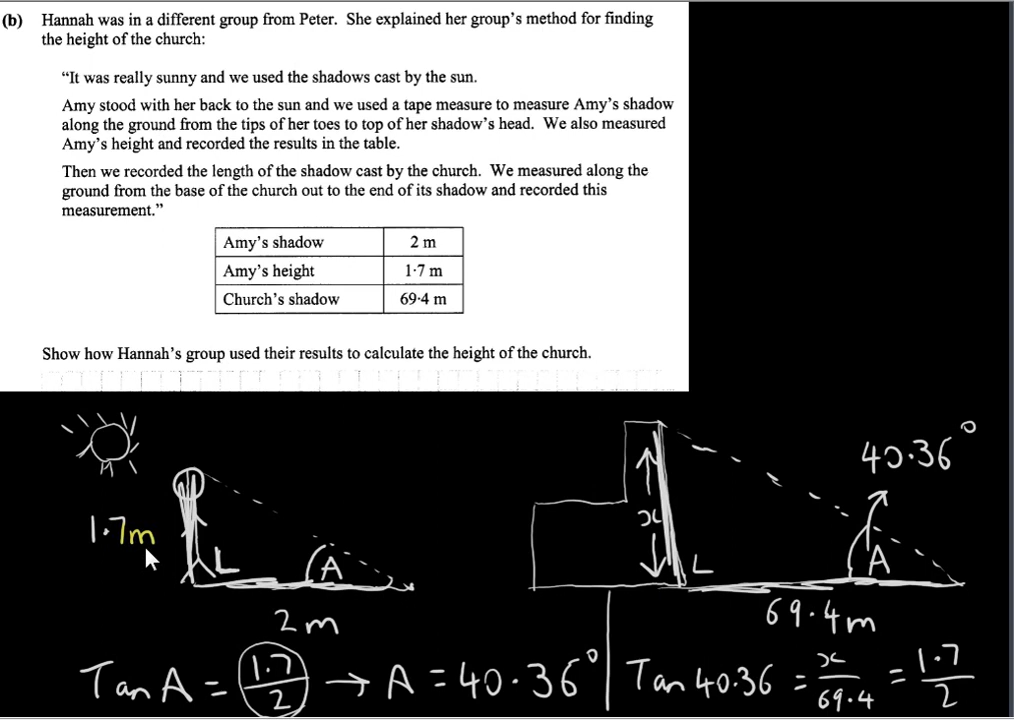 (b) Hannah was in a different group from Peter. She explained her group's method for finding
the height of the church:
"It was really sunny and we used the shadows cast by the sun.
Amy stood with her back to the sun and we used a tape measure to measure Amy's shadow
along the ground from the tips of her toes to top of her shadow's head. We also measured
Amy's height and recorded the results in the table.
Then we recorded the length of the shadow cast by the church. We measured along the
ground from the base of the church out to the end of its shadow and recorded this
measurement."
Amy's shadow 2 m
Amy's height 1·7 m
Church's shadow 69·4 m
Show how Hannah's group used their results to calculate the height of the church.
40.36°
1.7m
x
A
A
2m
69.4m
Tan A = 1.7/2 → A = 40.36° | Tan 40.36 = x/69.4 = 1.7/2